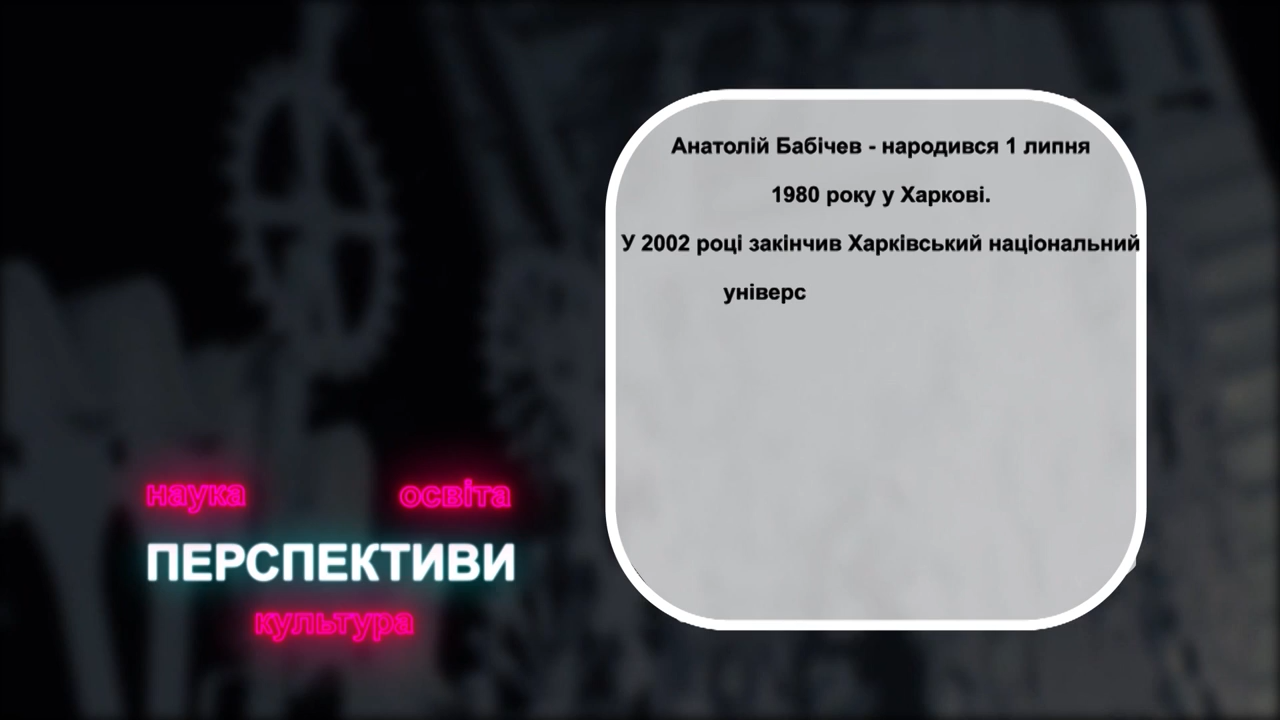 Анатолій Бабічев - народився 1 липня
1980 року у Харкові.
У 2002 році закінчив Харківський національний
універс
наука
освіта
ПЕРСПЕКТИВИ
культура